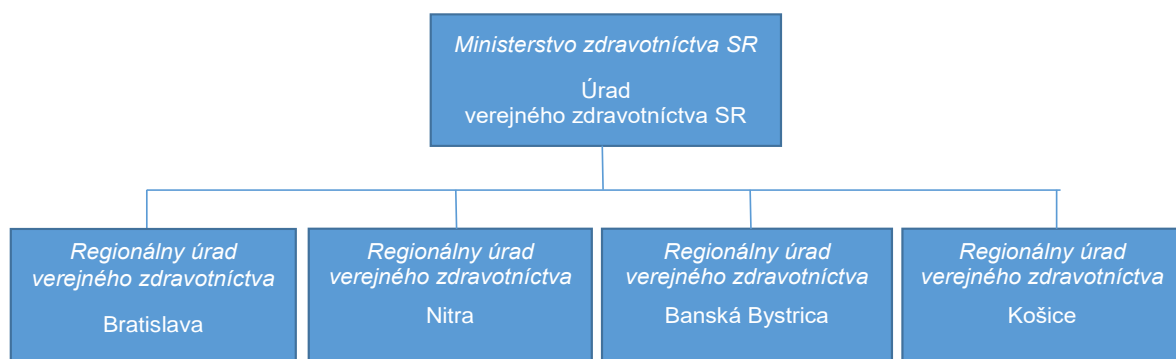 Ministerstvo zdravotníctva SR
Úrad
verejného zdravotníctva SR
Regionálny úrad
verejného zdravotníctva
Bratislava
Regionálny úrad
verejného zdravotníctva
Nitra
Regionálny úrad
verejného zdravotníctva
Banská Bystrica
Regionálny úrad
verejného zdravotníctva
Košice